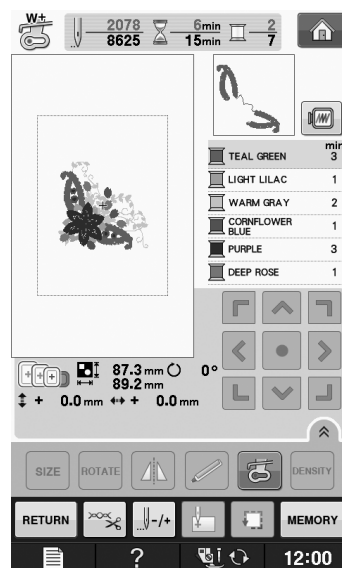 W+
2078 6min 2
8625 15min 7
min
TEAL GREEN 3
LIGHT LILAC 1
WARM GRAY 2
CORNFLOWER
BLUE 1
PURPLE 3
DEEP ROSE 1
87.3 mm 0°
89.2 mm
+ 0.0 mm + 0.0 mm
SIZE ROTATE DENSITY
RETURN -/+ MEMORY
? 12:00